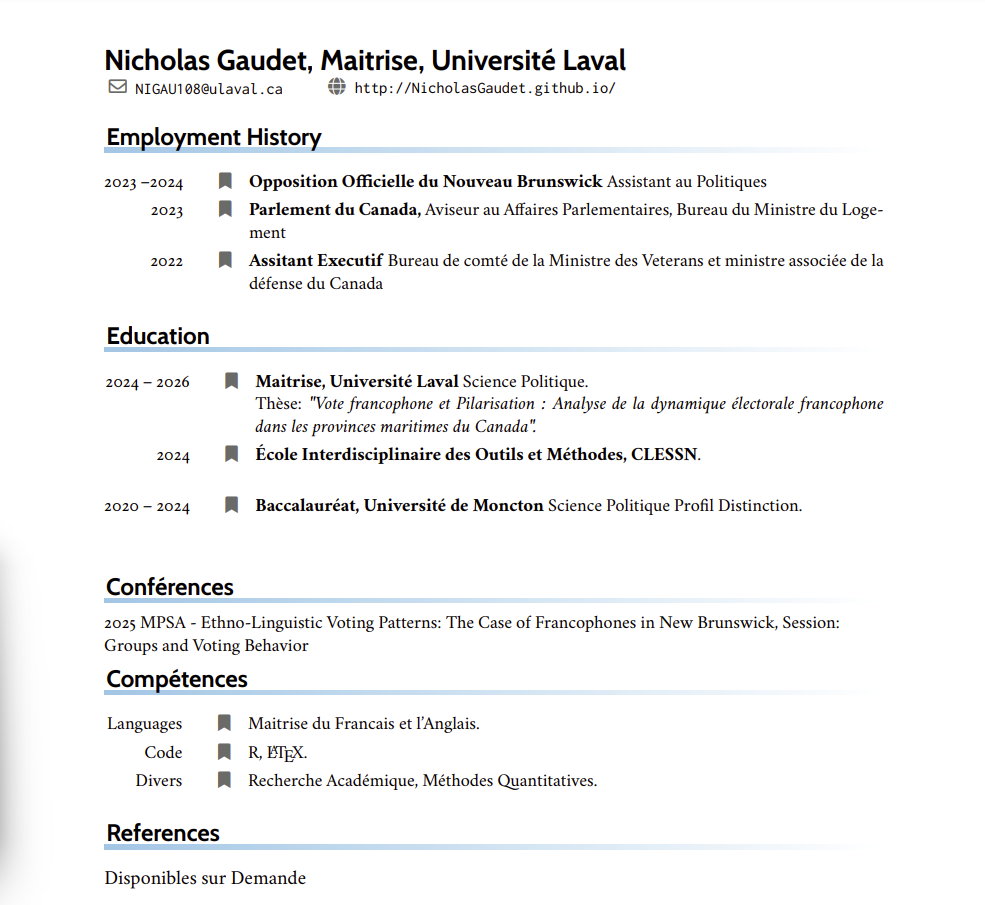 Nicholas Gaudet, Maitrise, Université Laval
NIGAU108@ulaval.ca http://NicholasGaudet.github.io/
Employment History
2023 –2024 Opposition Officielle du Nouveau Brunswick Assistant au Politiques
2023 Parlement du Canada, Aviseur au Affaires Parlementaires, Bureau du Ministre du Loge-
ment
2022 Assitant Executif Bureau de comté de la Ministre des Veterans et ministre associée de la
défense du Canada
Education
2024 – 2026 Maitrise, Université Laval Science Politique.
Thèse: "Vote francophone et Pilarisation : Analyse de la dynamique électorale francophone
dans les provinces maritimes du Canada".
2024 École Interdisciplinaire des Outils et Méthodes, CLESSN.
2020 – 2024 Baccalauréat, Université de Moncton Science Politique Profil Distinction.
Conférences
2025 MPSA - Ethno-Linguistic Voting Patterns: The Case of Francophones in New Brunswick, Session:
Groups and Voting Behavior
Compétences
Languages Maitrise du Francais et l'Anglais.
Code R, LATEX.
Divers Recherche Académique, Méthodes Quantitatives.
References
Disponibles sur Demande